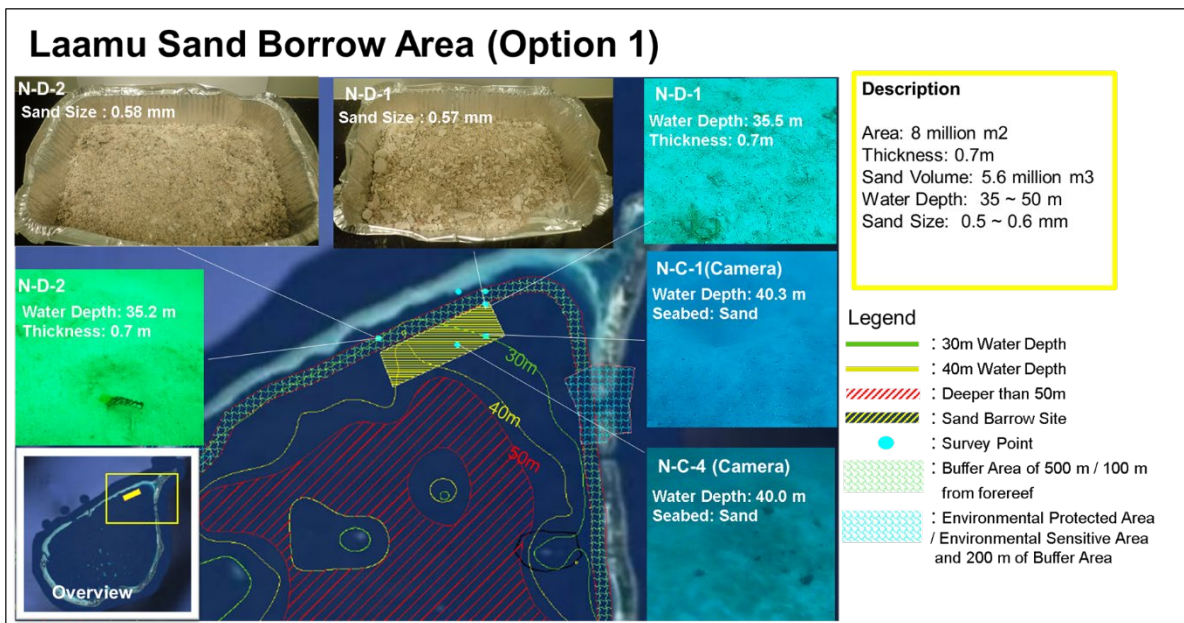 Laamu Sand Borrow Area (Option 1)
N-D-2
Sand Size : 0.58 mm
N-D-1
Sand Size : 0.57 mm
N-D-1
Water Depth: 35.5 m
Thickness: 0.7m
N-D-2
Water Depth: 35.2 m
Thickness: 0.7 m
N-C-1(Camera)
Water Depth: 40.3 m
Seabed: Sand
N-C-4 (Camera)
Water Depth: 40.0 m
Seabed: Sand
30m
40m
50m
Overview
Description
Area: 8 million m2
Thickness: 0.7m
Sand Volume: 5.6 million m3
Water Depth: 35 ~ 50 m
Sand Size: 0.5 ~ 0.6 mm
Legend
: 30m Water Depth
: 40m Water Depth
: Deeper than 50m
: Sand Barrow Site
: Survey Point
: Buffer Area of 500 m / 100 m
from forereef
: Environmental Protected Area
/ Environmental Sensitive Area
and 200 m of Buffer Area